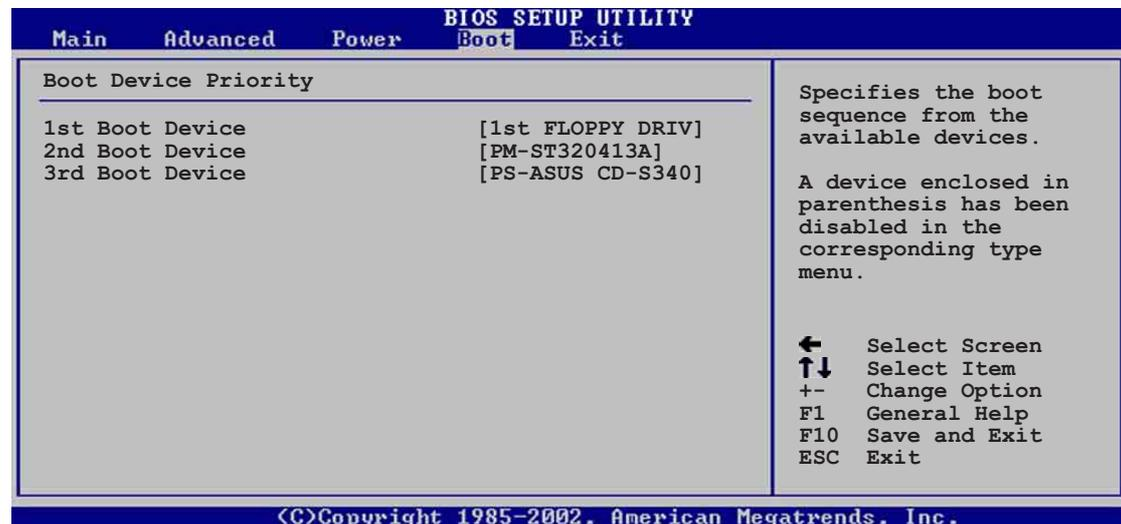 BIOS SETUP UTILITY
Main Advanced Power Boot Exit
Boot Device Priority
1st Boot Device [1st FLOPPY DRIV]
2nd Boot Device [PM-ST320413A]
3rd Boot Device [PS-ASUS CD-S340]
Specifies the boot
sequence from the
available devices.
A device enclosed in
parenthesis has been
disabled in the
corresponding type
menu.
← Select Screen
↑↓ Select Item
+- Change Option
F1 General Help
F10 Save and Exit
ESC Exit
(C)Copyright 1985-2002, American Megatrends, Inc.